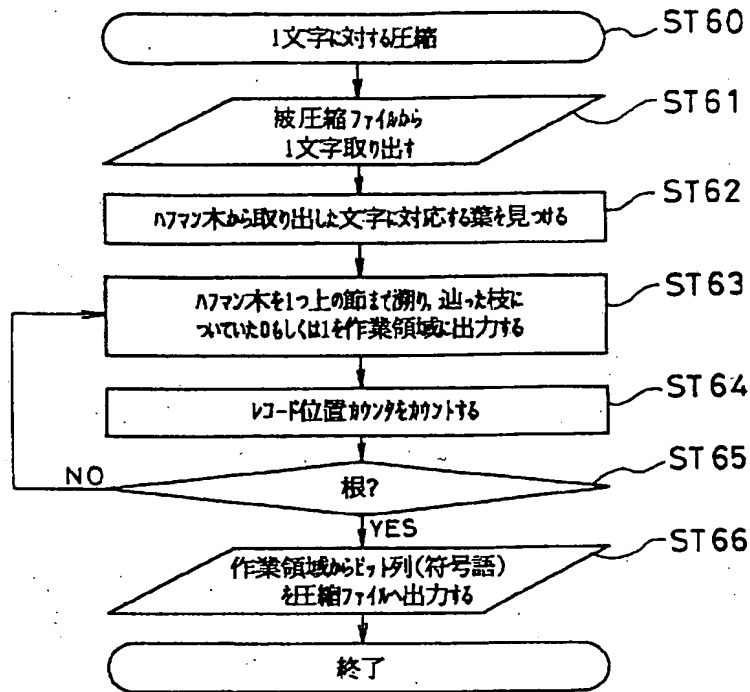 1文字に対する圧縮
ST60
被圧縮ファイルから
1文字取り出す
ST61
ハフマン木から取り出した文字に対応する葉を見つける
ST62
ハフマン木を1つ上の節まで溯り,辿った枝に
ついていた0もしくは1を作業領域に出力する
ST63
レコード位置カウンタをカウントする
ST64
根?
ST65
NO
YES
作業領域からビット列(符号語)
を圧縮ファイルへ出力する
ST66
終了